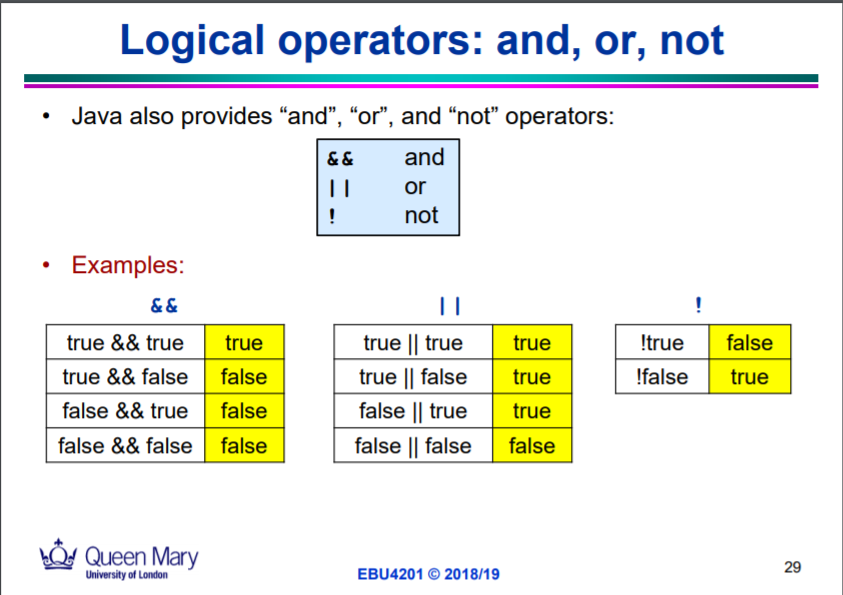 Logical operators: and, or, not
• Java also provides “and”, “or”, and “not” operators:
&& and
|| or
! not
• Examples:
&& || !
true && true true true || true true !true false
true && false false true || false true !false true
false && true false false || true true
false && false false false || false false
Queen Mary
University of London
EBU4201 © 2018/19
29